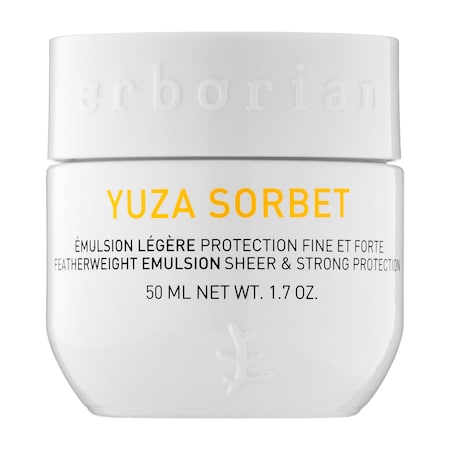 erborian
YUZA SORBET
ÉMULSION LÉGÈRE PROTECTION FINE ET FORTE
FEATHERWEIGHT EMULSION SHEER & STRONG PROTECTION
50 ML NET WT. 1.7 OZ.